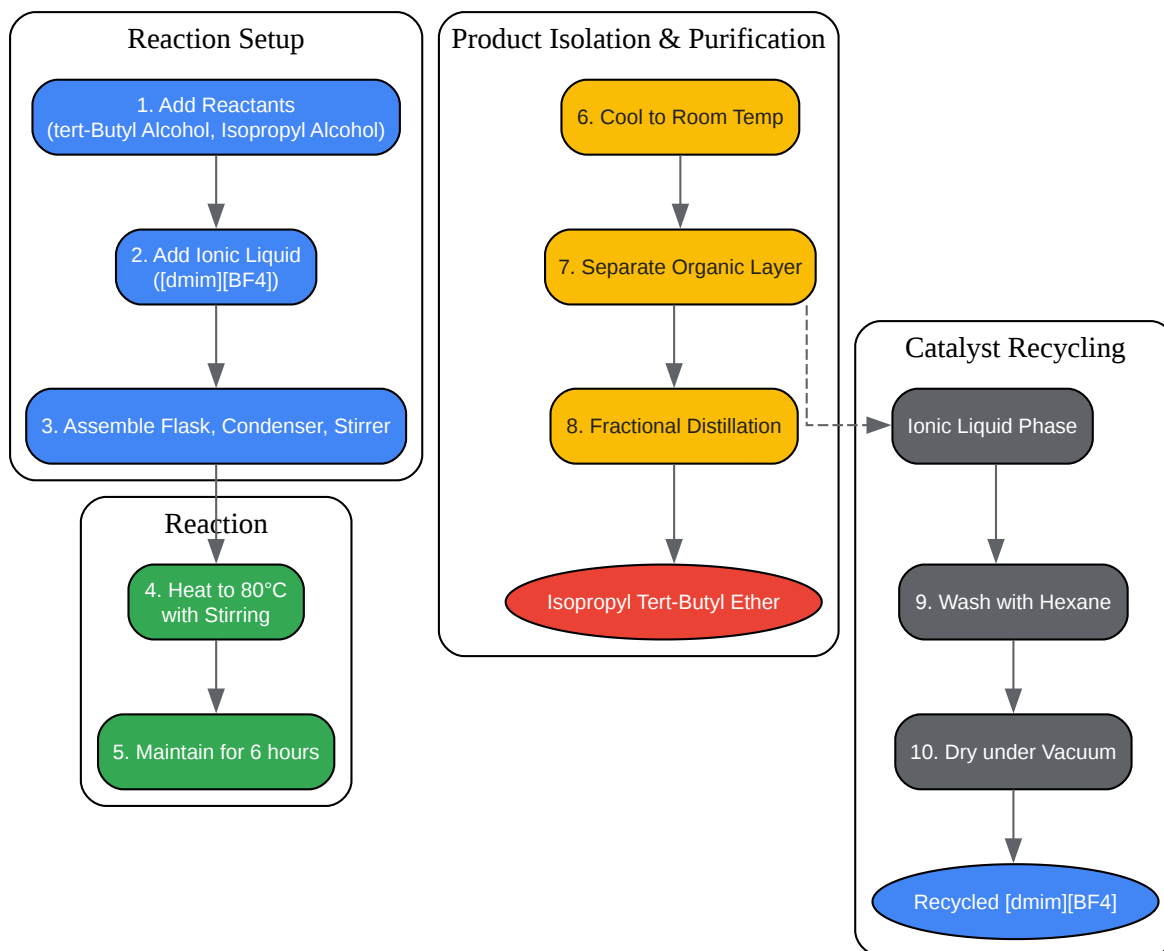 Reaction Setup
1. Add Reactants
(tert-Butyl Alcohol, Isopropyl Alcohol)
2. Add Ionic Liquid
([dmim][BF4])
3. Assemble Flask, Condenser, Stirrer
Reaction
4. Heat to 80°C
with Stirring
5. Maintain for 6 hours
Product Isolation & Purification
6. Cool to Room Temp
7. Separate Organic Layer
8. Fractional Distillation
Isopropyl Tert-Butyl Ether
Catalyst Recycling
Ionic Liquid Phase
9. Wash with Hexane
10. Dry under Vacuum
Recycled [dmim][BF4]